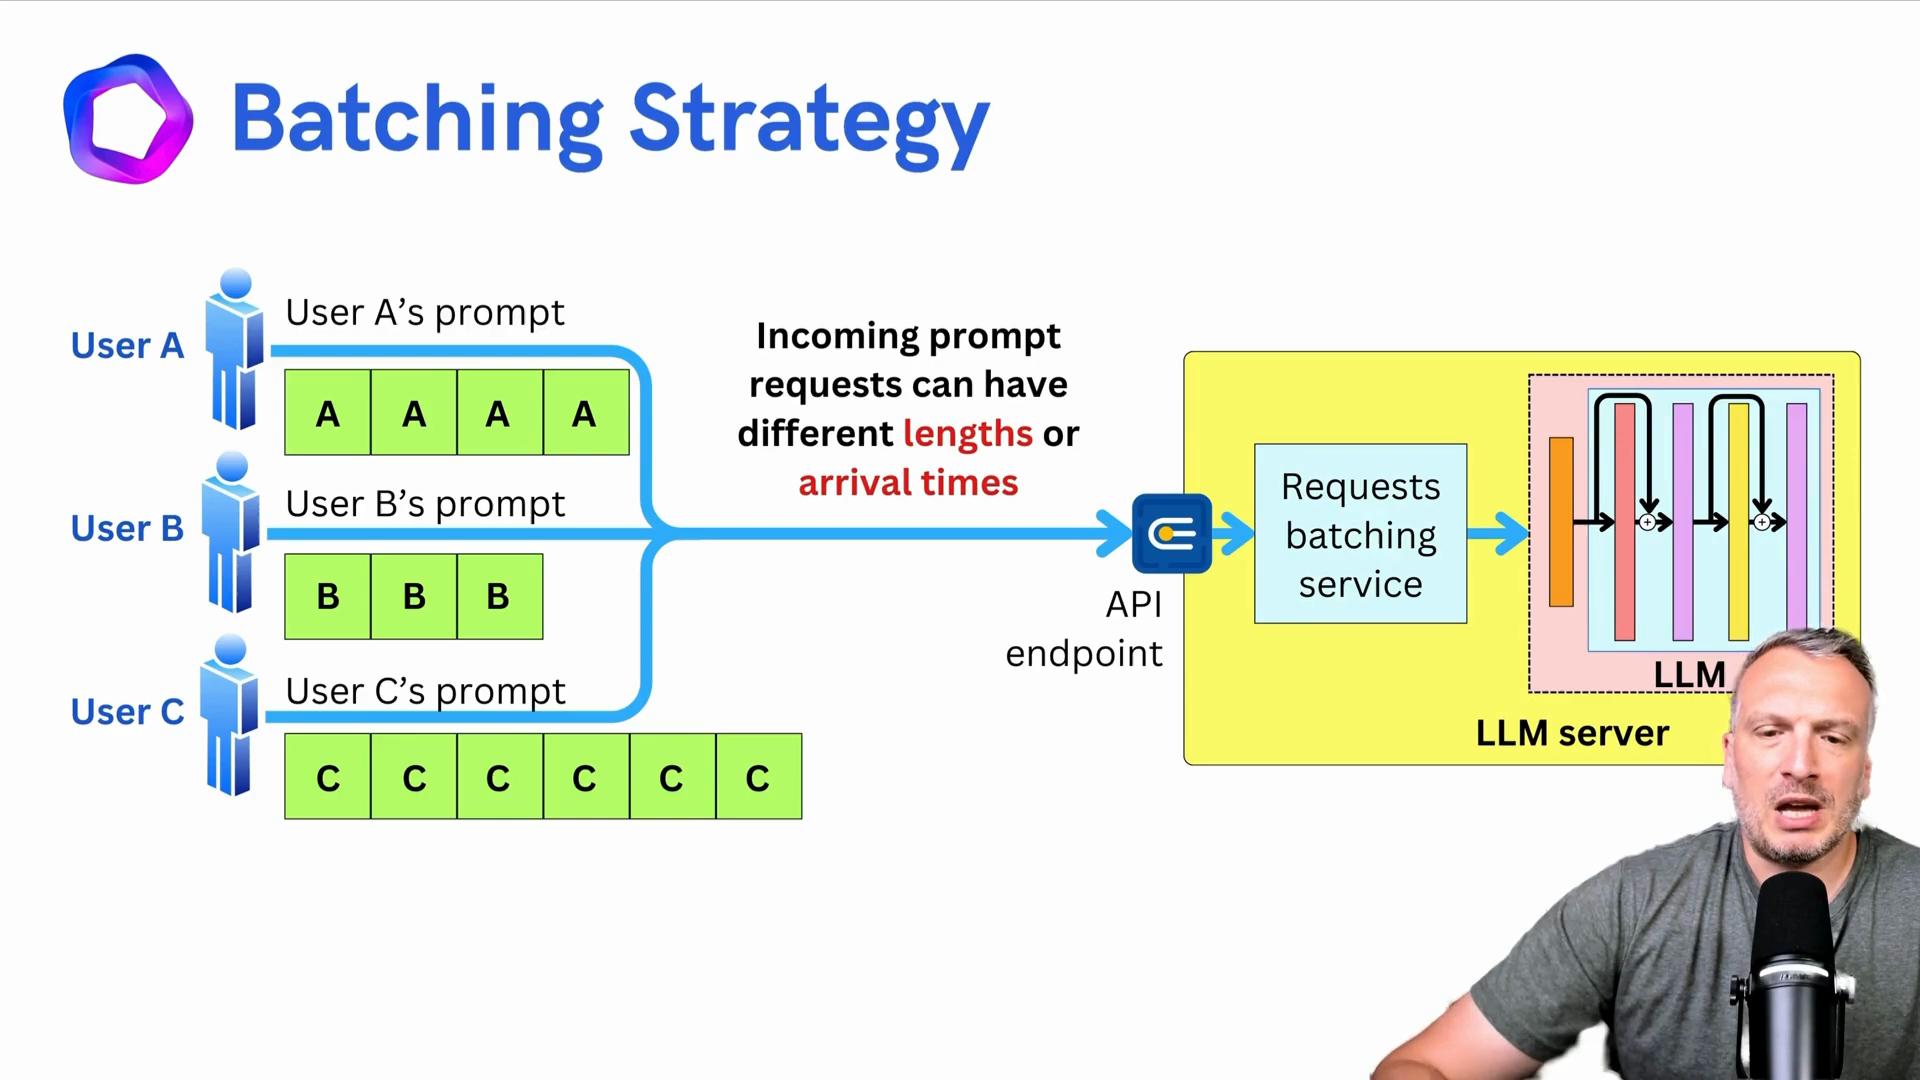 Batching Strategy
User A
User A’s prompt
A A A A
User B
User B’s prompt
B B B
User C
User C’s prompt
C C C C C C
Incoming prompt
requests can have
different lengths or
arrival times
API
endpoint
Requests
batching
service
LLM
LLM server